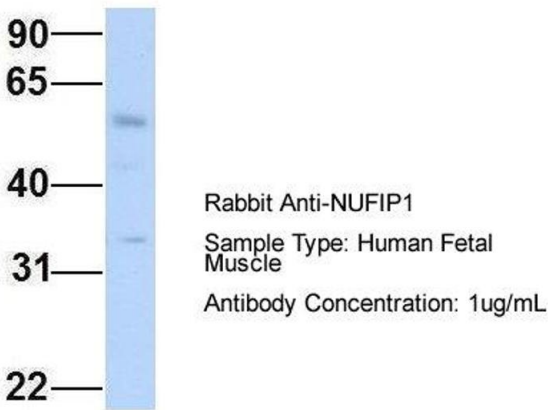 90
65
40
31
22
Rabbit Anti-NUFIP1
Sample Type: Human Fetal
Muscle
Antibody Concentration: 1ug/mL